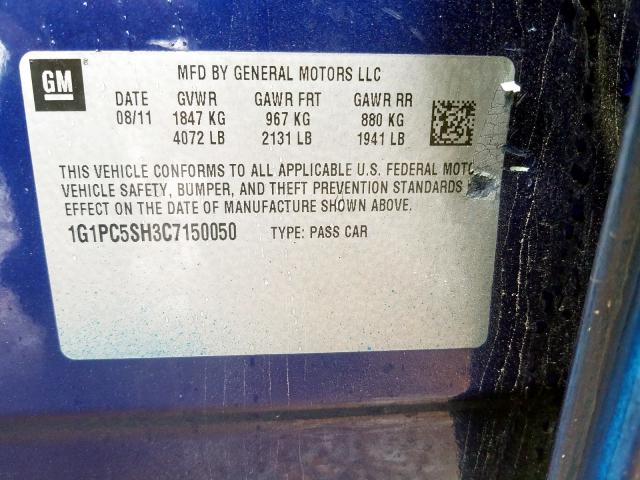 GM ®
MFD BY GENERAL MOTORS LLC
DATE GVWR GAWR FRT GAWR RR
08/11 1847 KG 967 KG 880 KG
4072 LB 2131 LB 1941 LB
THIS VEHICLE CONFORMS TO ALL APPLICABLE U.S. FEDERAL MOTO
VEHICLE SAFETY, BUMPER, AND THEFT PREVENTION STANDARDS
EFFECT ON THE DATE OF MANUFACTURE SHOWN ABOVE.
1G1PC5SH3C7150050 TYPE: PASS CAR